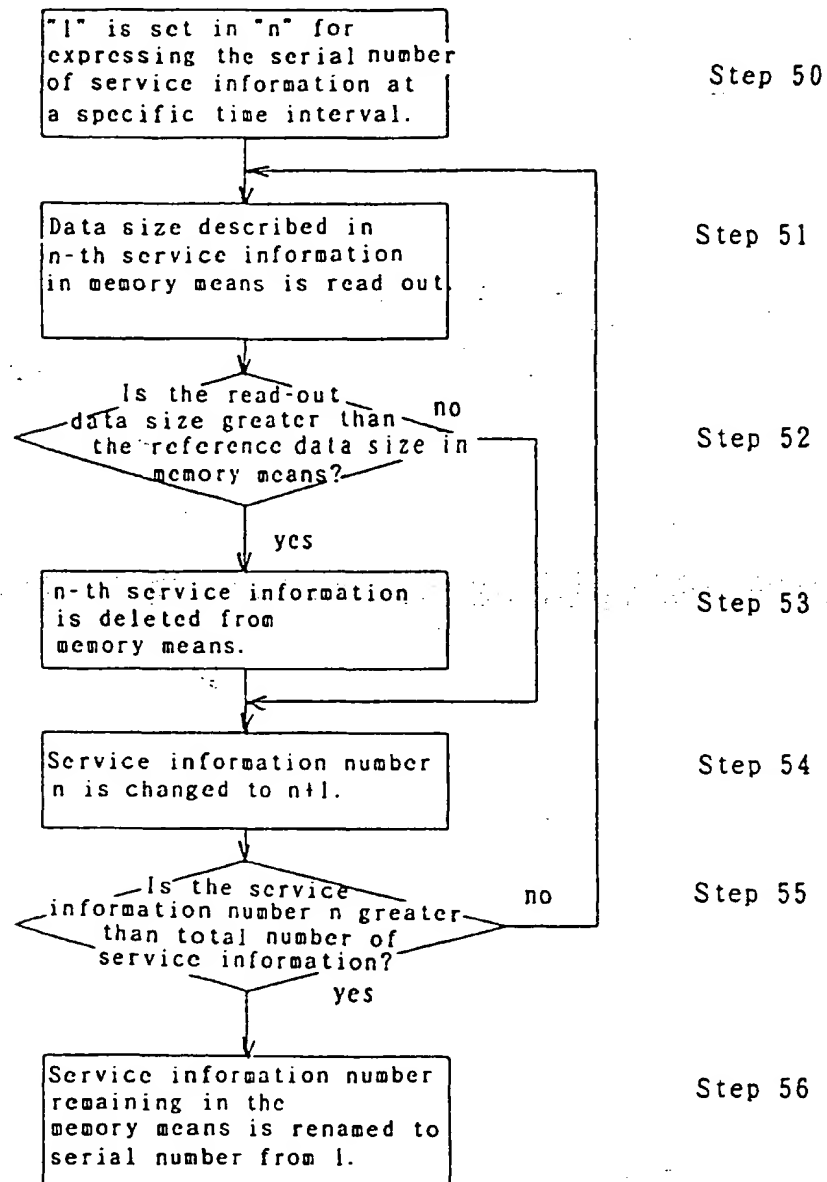 "1" is set in "n" for
expressing the serial number
of service information at
a specific time interval.
Step 50
Data size described in
n-th service information
in memory means is read out.
Step 51
Is the read-out
data size greater than
the reference data size in
memory means?
no
Step 52
yes
n-th service information
is deleted from
memory means.
Step 53
Service information number
n is changed to n+1.
Step 54
Is the service
information number n greater
than total number of
service information?
no
Step 55
yes
Service information number
remaining in the
memory means is renamed to
serial number from 1.
Step 56